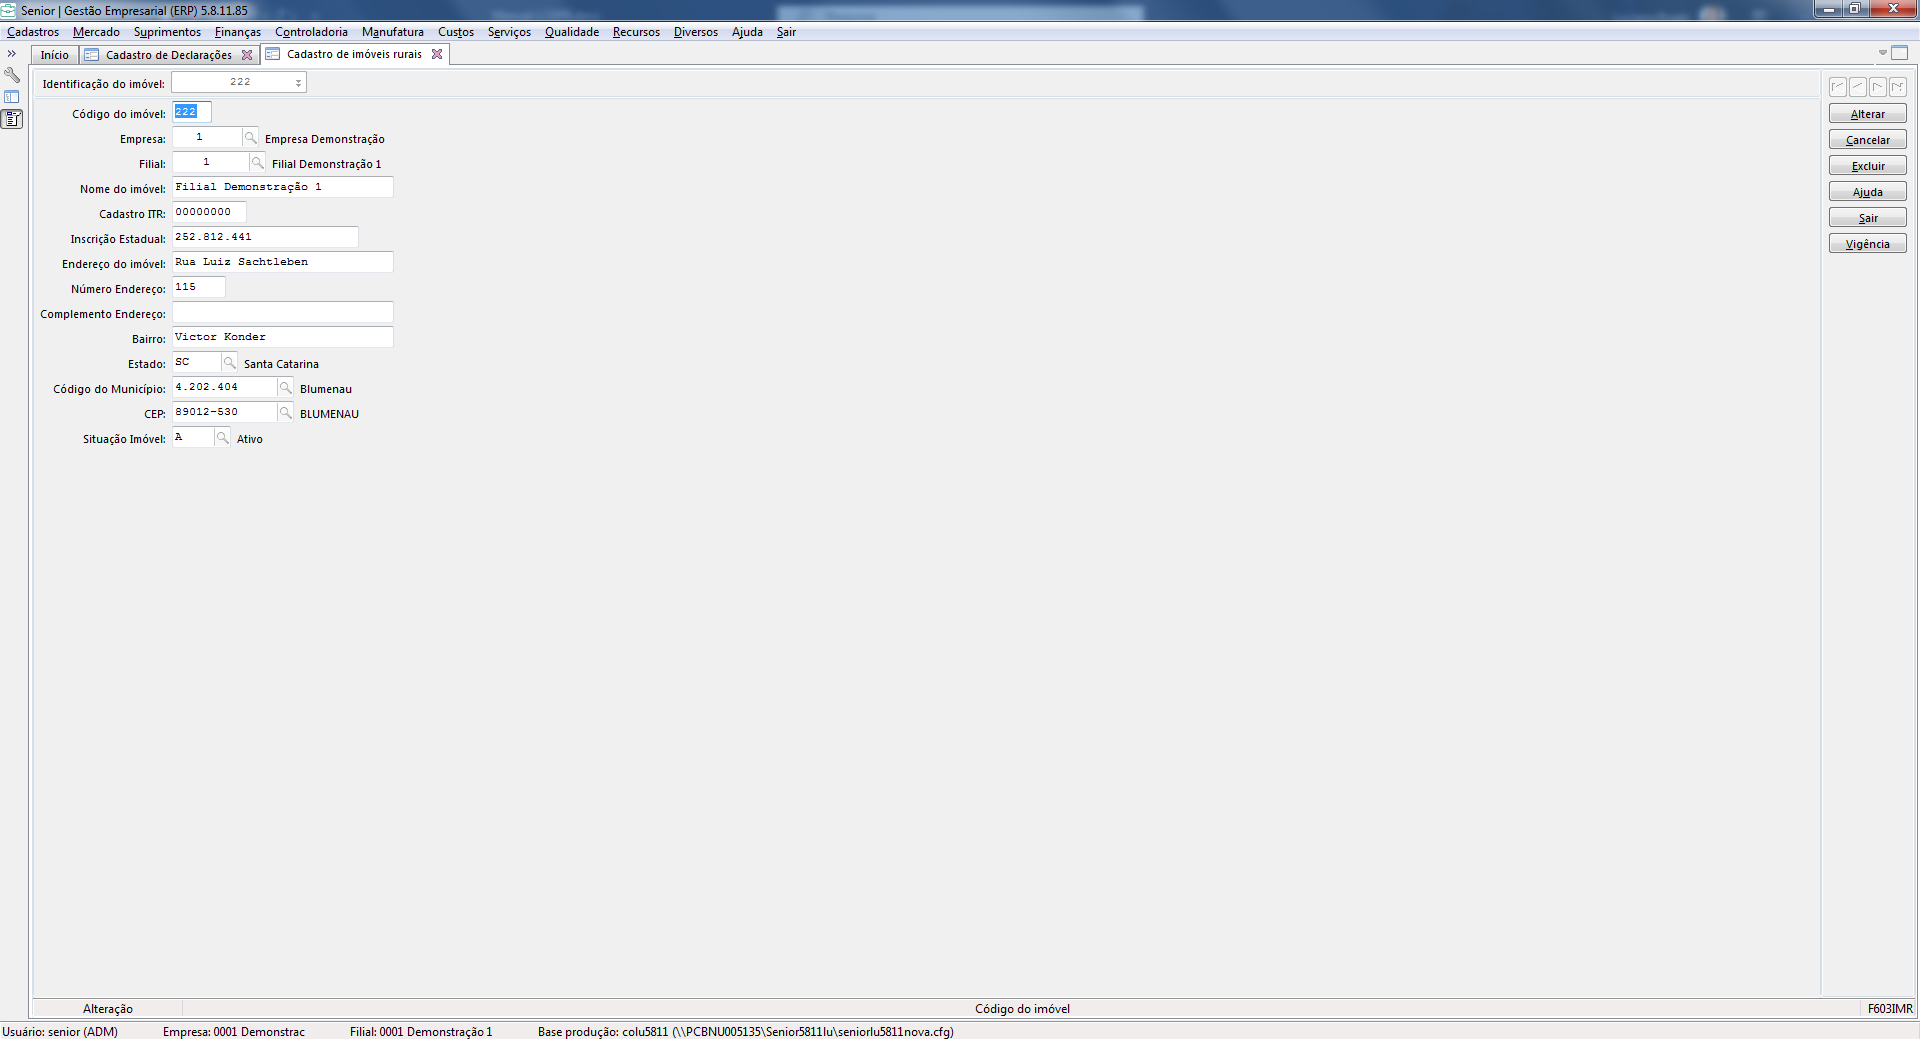 Senior | Gestão Empresarial (ERP) 5.8.11.85
Cadastros Mercado Suprimentos Finanças Controladoria Manufatura Custos Serviços Qualidade Recursos Diversos Ajuda Sair
Início Cadastro de Declarações Cadastro de imóveis rurais
Identificação do imóvel: 222
Código do imóvel: 222
Empresa: 1 Empresa Demonstração
Filial: 1 Filial Demonstração 1
Nome do imóvel: Filial Demonstração 1
Cadastro ITR: 00000000
Inscrição Estadual: 252.812.441
Endereço do imóvel: Rua Luiz Sachtleben
Número Endereço: 115
Complemento Endereço:
Bairro: Victor Konder
Estado: SC Santa Catarina
Código do Município: 4.202.404 Blumenau
CEP: 89012-530 BLUMENAU
Situação Imóvel: A Ativo
Alterar
Cancelar
Excluir
Ajuda
Sair
Vigência
Alteração Código do imóvel F603IMR
Usuário: senior (ADM) Empresa: 0001 Demonstrac Filial: 0001 Demonstração 1 Base produção: colu5811 (\\PCBNU005135\Senior5811lu\seniorlu5811nova.cfg)